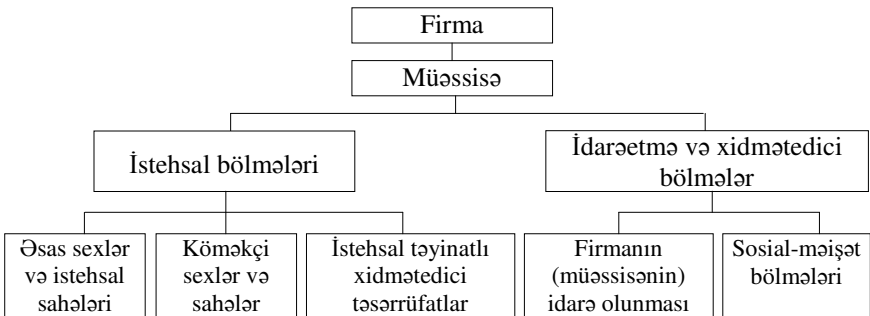 Firma
Müəssisə
İstehsal bölmələri
İdarəetmə və xidmətedici
bölmələr
Əsas sexlər
və istehsal
sahələri
Köməkçi
sexlər və
sahələr
İstehsal təyinatlı
xidmətedici
təsərrüfatlar
Firmanın
(müəssisənin)
idarə olunması
Sosial-məişət
bölmələri